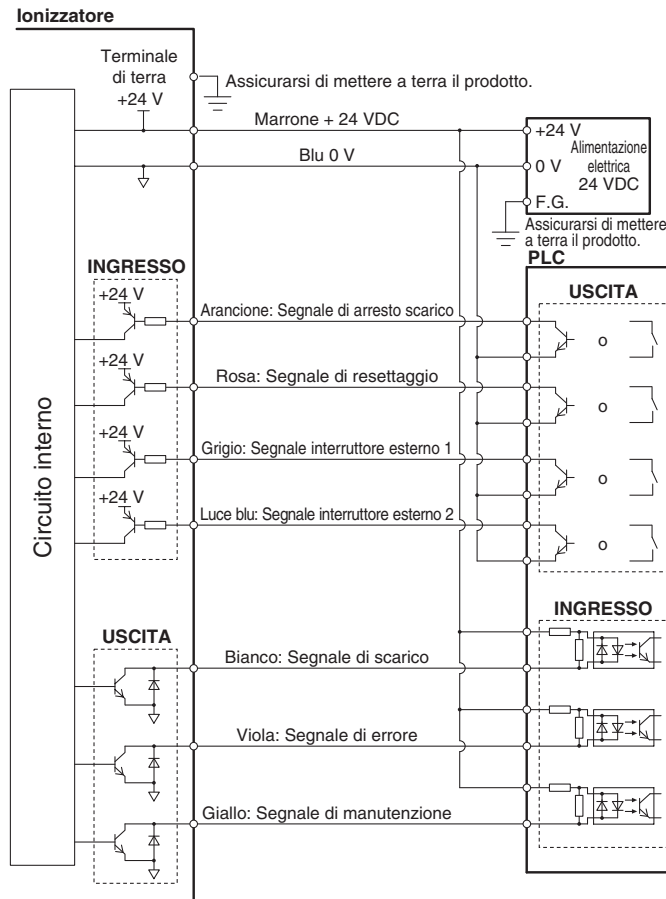 Ionizzatore
Terminale
di terra
+24 V
Assicurarsi di mettere a terra il prodotto.
Marrone + 24 VDC
Blu 0 V
+24 V
0 V
F.G.
Alimentazione
elettrica
24 VDC
Assicurarsi di mettere
a terra il prodotto.
PLC
Circuito interno
INGRESSO
+24 V
+24 V
+24 V
+24 V
Arancione: Segnale di arresto scarico
Rosa: Segnale di resettaggio
Grigio: Segnale interruttore esterno 1
Luce blu: Segnale interruttore esterno 2
USCITA
o
o
o
o
USCITA
Bianco: Segnale di scarico
Viola: Segnale di errore
Giallo: Segnale di manutenzione
INGRESSO